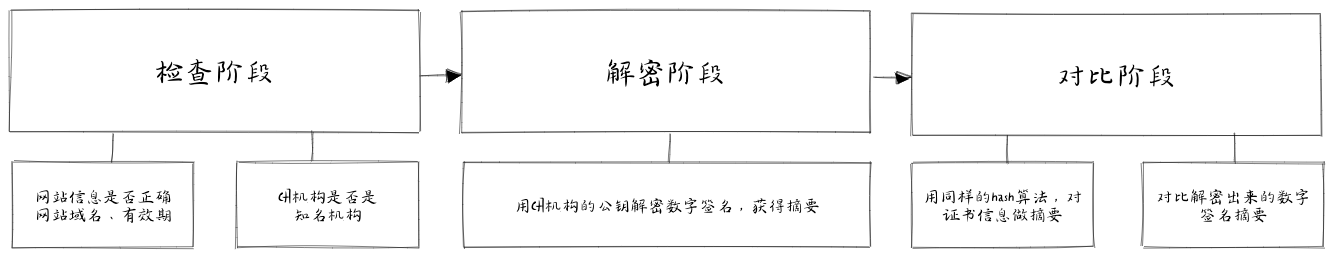 检查阶段
解密阶段
对比阶段
网站信息是否正确
网站域名、有效期
CA机构是否是
知名机构
用CA机构的公钥解密数字签名，获得摘要
用同样的hash算法，对
证书信息做摘要
对比解密出来的数字
签名摘要